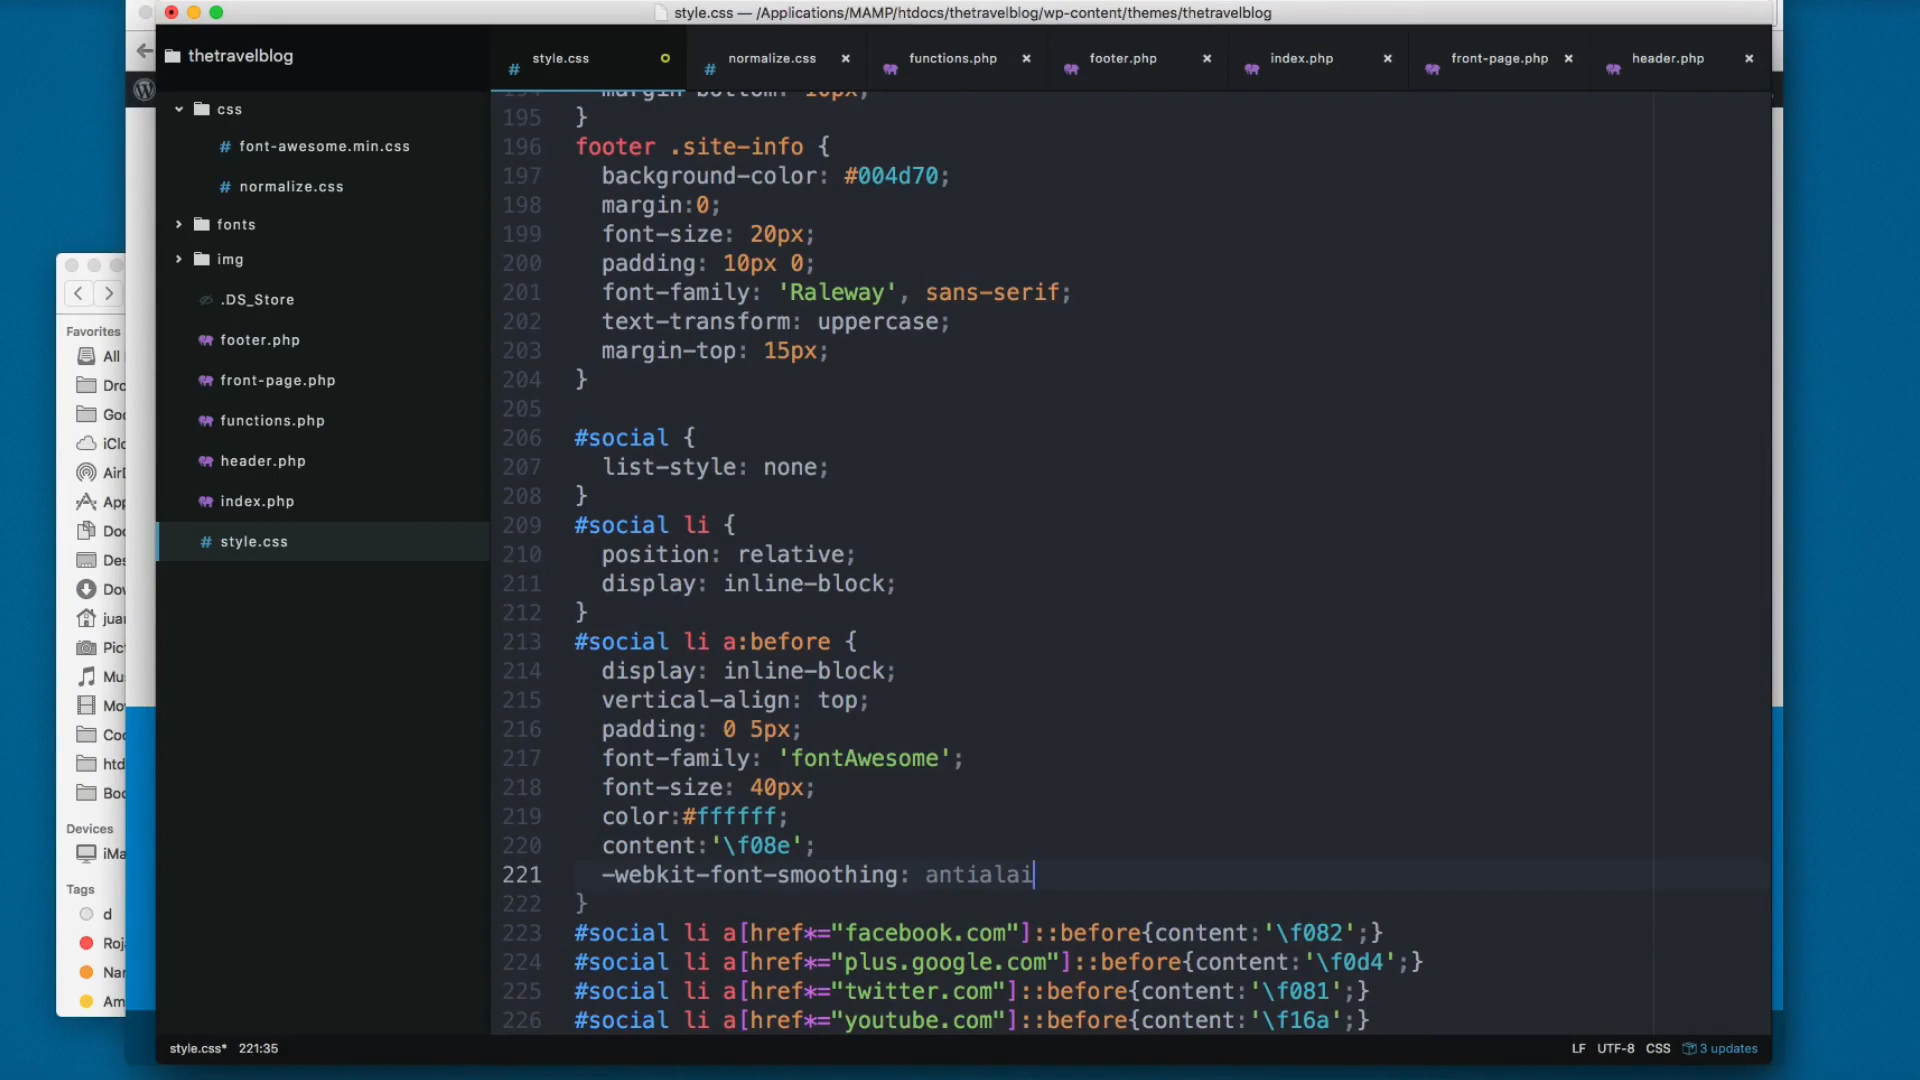 style.css — /Applications/MAMP/htdocs/thetravelblog/wp-content/themes/thetravelblog
thetravelblog
style.css
normalize.css
functions.php
footer.php
index.php
front-page.php
header.php
css
font-awesome.min.css
normalize.css
fonts
img
.DS_Store
footer.php
front-page.php
functions.php
header.php
index.php
style.css
Favorites
All
Dro
Goo
iClo
AirD
App
Doc
Des
Dov
juan
Pict
Mus
Mov
Coo
htd
Boo
Devices
iMa
Tags
d
Roja
Nar
Am
195 }
196 footer .site-info {
197 background-color: #004d70;
198 margin:0;
199 font-size: 20px;
200 padding: 10px 0;
201 font-family: 'Raleway', sans-serif;
202 text-transform: uppercase;
203 margin-top: 15px;
204 }
205
206 #social {
207 list-style: none;
208 }
209 #social li {
210 position: relative;
211 display: inline-block;
212 }
213 #social li a:before {
214 display: inline-block;
215 vertical-align: top;
216 padding: 0 5px;
217 font-family: 'fontAwesome';
218 font-size: 40px;
219 color:#ffffff;
220 content:'\f08e';
221 -webkit-font-smoothing: antialai
222 }
223 #social li a[href*="facebook.com"]::before{content:'\f082';}
224 #social li a[href*="plus.google.com"]::before{content:'\f0d4';}
225 #social li a[href*="twitter.com"]::before{content:'\f081';}
226 #social li a[href*="youtube.com"]::before{content:'\f16a';}
style.css* 221:35
LF UTF-8 CSS 3 updates